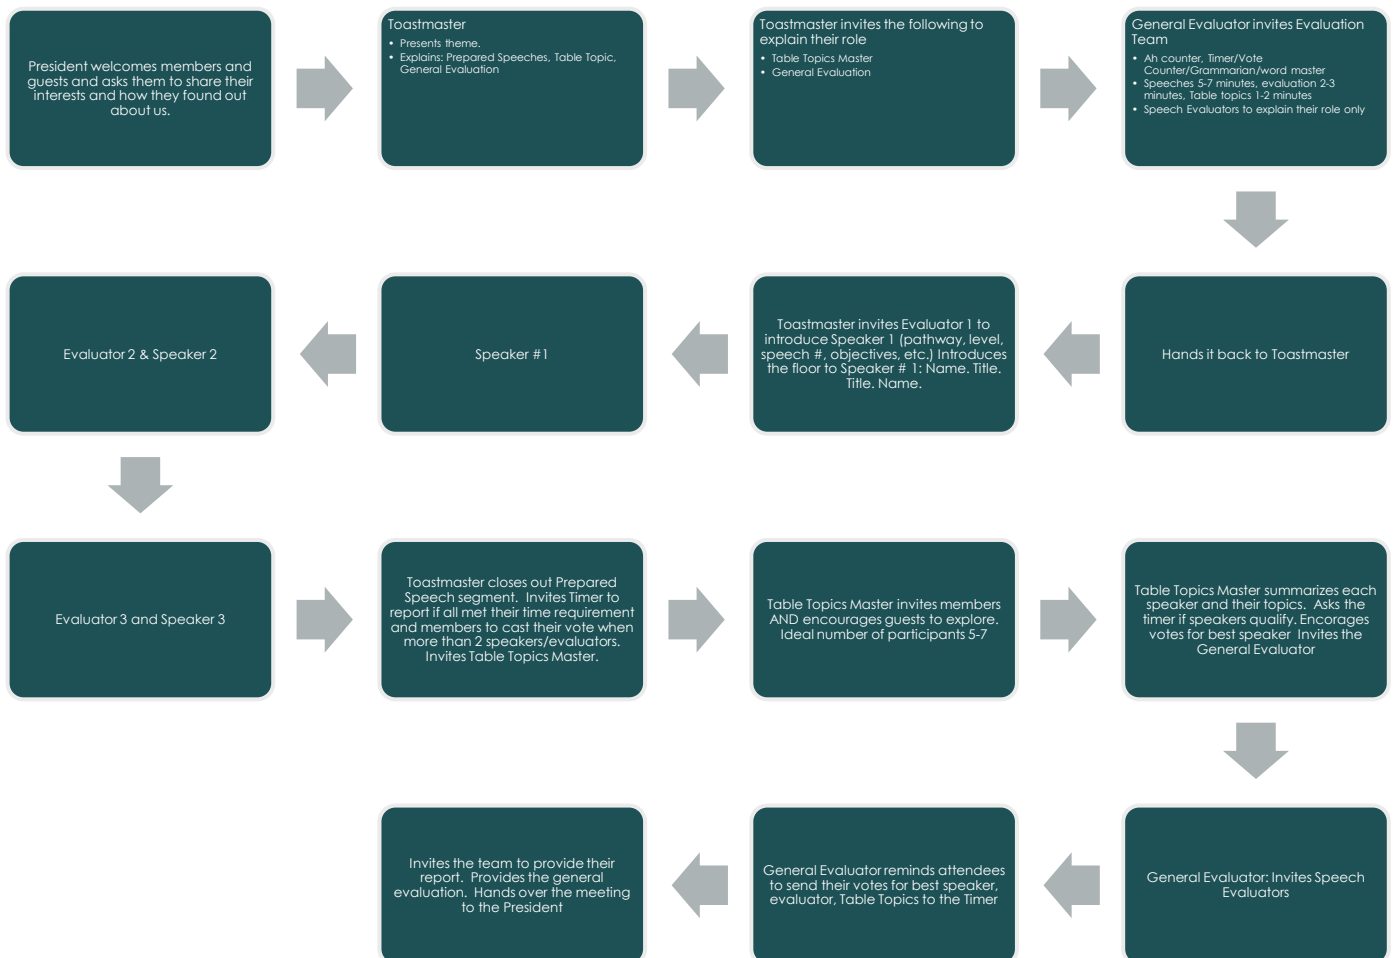 President welcomes members and
guests and asks them to share their
interests and how they found out
about us.
Toastmaster
• Presents theme.
• Explains: Prepared Speeches, Table Topic,
General Evaluation
Toastmaster invites the following to
explain their role
• Table Topics Master
• General Evaluation
General Evaluator invites Evaluation
Team
• Ah counter, Timer/Vote
Counter/Grammarian/word master
• Speeches 5-7 minutes, evaluation 2-3
minutes, Table topics 1-2 minutes
• Speech Evaluators to explain their role only
Hands it back to Toastmaster
Toastmaster invites Evaluator 1 to
introduce Speaker 1 (pathway, level,
speech #, objectives, etc.) Introduces
the floor to Speaker # 1: Name. Title.
Title. Name.
Speaker #1
Evaluator 2 & Speaker 2
Evaluator 3 and Speaker 3
Toastmaster closes out Prepared
Speech segment. Invites Timer to
report if all met their time requirement
and members to cast their vote when
more than 2 speakers/evaluators.
Invites Table Topics Master.
Table Topics Master invites members
AND encourages guests to explore.
Ideal number of participants 5-7
Table Topics Master summarizes each
speaker and their topics. Asks the
timer if speakers qualify. Encorages
votes for best speaker Invites the
General Evaluator
General Evaluator: Invites Speech
Evaluators
General Evaluator reminds attendees
to send their votes for best speaker,
evaluator, Table Topics to the Timer
Invites the team to provide their
report. Provides the general
evaluation. Hands over the meeting
to the President